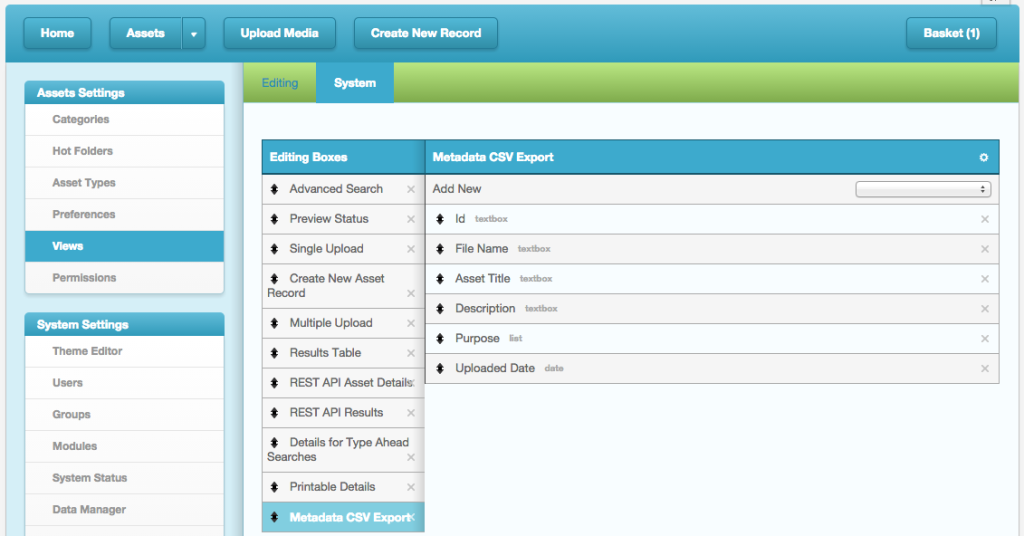 Home
Assets
Upload Media
Create New Record
Basket (1)
Assets Settings
Categories
Hot Folders
Asset Types
Preferences
Views
Permissions
System Settings
Theme Editor
Users
Groups
Modules
System Status
Data Manager
Editing
System
Editing Boxes
Advanced Search
Preview Status
Single Upload
Create New Asset
Record
Multiple Upload
Results Table
REST API Asset Details
REST API Results
Details for Type Ahead
Searches
Printable Details
Metadata CSV Export
Metadata CSV Export
Add New
Id textbox
File Name textbox
Asset Title textbox
Description textbox
Purpose list
Uploaded Date date